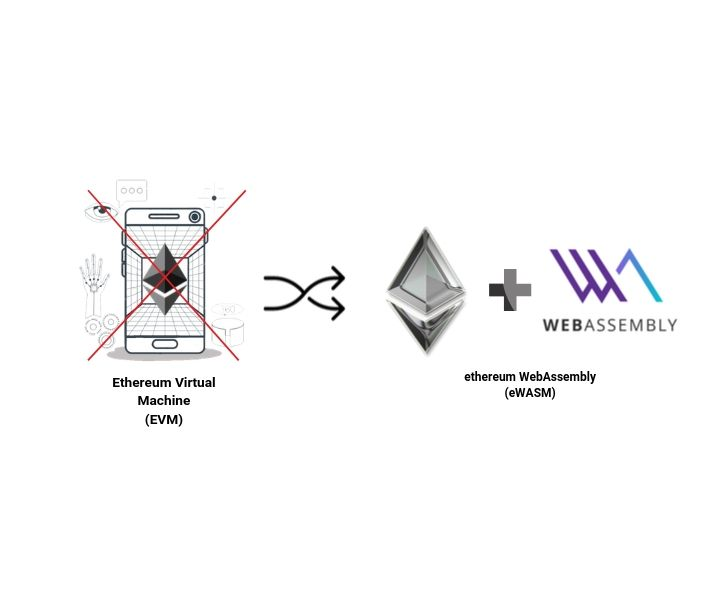 Ethereum Virtual
Machine
(EVM)
WEBASSEMBLY
ethereum WebAssembly
(eWASM)